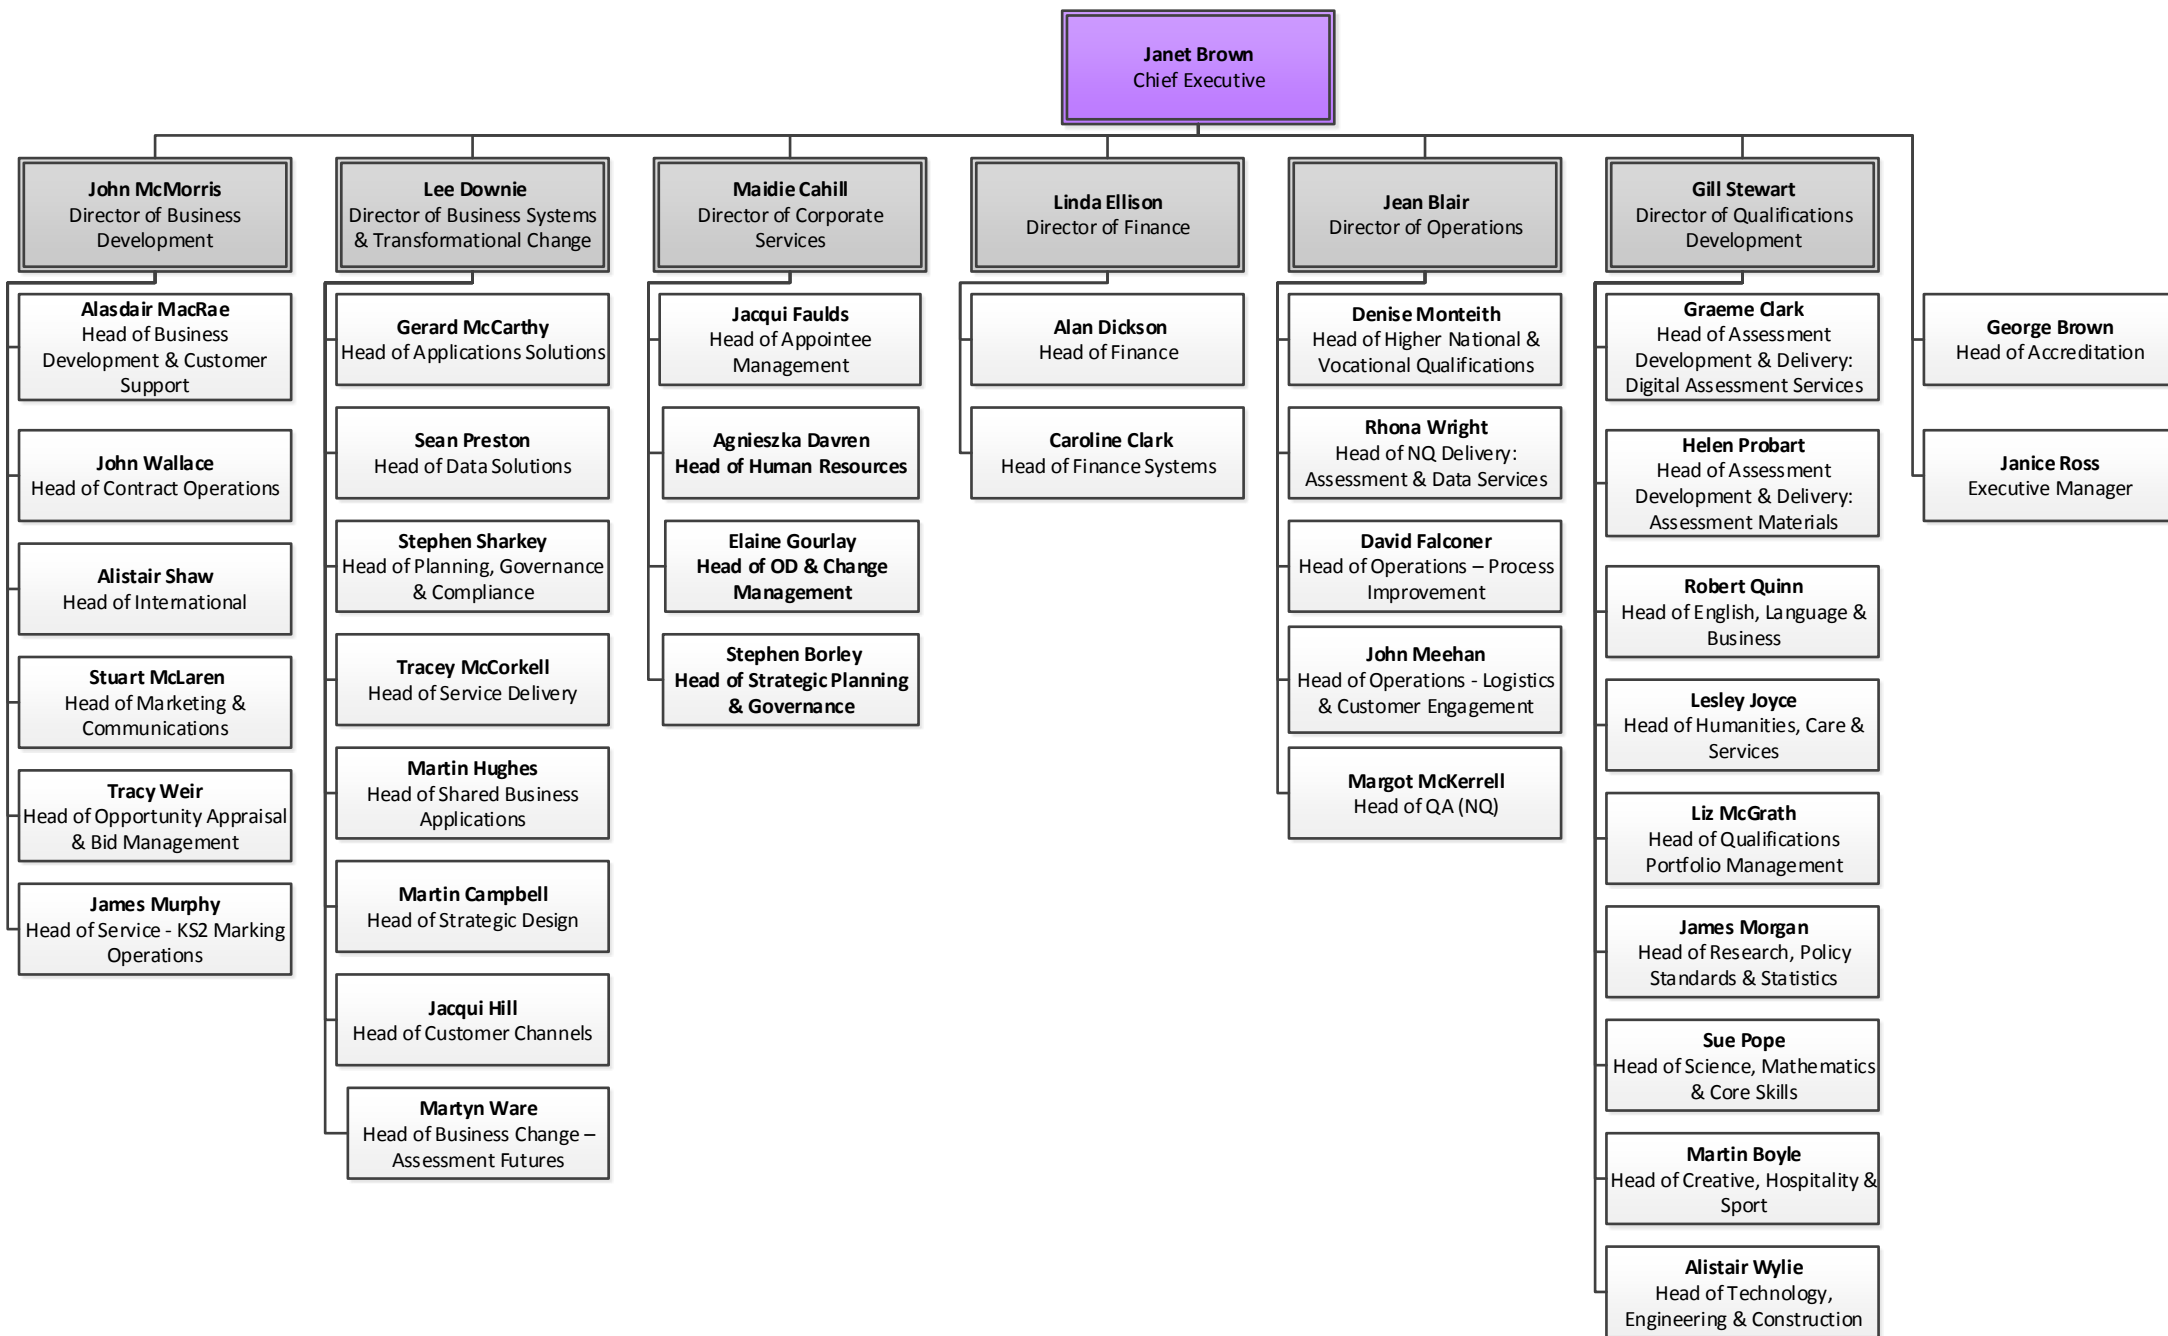 Janet Brown
Chief Executive
John McMorris
Director of Business
Development
Lee Downie
Director of Business Systems
& Transformational Change
Maidie Cahill
Director of Corporate
Services
Linda Ellison
Director of Finance
Jean Blair
Director of Operations
Gill Stewart
Director of Qualifications
Development
Alasdair MacRae
Head of Business
Development & Customer
Support
John Wallace
Head of Contract Operations
Alistair Shaw
Head of International
Stuart McLaren
Head of Marketing &
Communications
Tracy Weir
Head of Opportunity Appraisal
& Bid Management
James Murphy
Head of Service - KS2 Marking
Operations
Gerard McCarthy
Head of Applications Solutions
Sean Preston
Head of Data Solutions
Stephen Sharkey
Head of Planning, Governance
& Compliance
Tracey McCorkell
Head of Service Delivery
Martin Hughes
Head of Shared Business
Applications
Martin Campbell
Head of Strategic Design
Jacqui Hill
Head of Customer Channels
Martyn Ware
Head of Business Change –
Assessment Futures
Jacqui Faulds
Head of Appointee
Management
Agnieszka Davren
Head of Human Resources
Elaine Gourlay
Head of OD & Change
Management
Stephen Borley
Head of Strategic Planning
& Governance
Alan Dickson
Head of Finance
Caroline Clark
Head of Finance Systems
Denise Monteith
Head of Higher National &
Vocational Qualifications
Rhona Wright
Head of NQ Delivery:
Assessment & Data Services
David Falconer
Head of Operations – Process
Improvement
John Meehan
Head of Operations - Logistics
& Customer Engagement
Margot McKerrell
Head of QA (NQ)
Graeme Clark
Head of Assessment
Development & Delivery:
Digital Assessment Services
Helen Probart
Head of Assessment
Development & Delivery:
Assessment Materials
Robert Quinn
Head of English, Language &
Business
Lesley Joyce
Head of Humanities, Care &
Services
Liz McGrath
Head of Qualifications
Portfolio Management
James Morgan
Head of Research, Policy
Standards & Statistics
Sue Pope
Head of Science, Mathematics
& Core Skills
Martin Boyle
Head of Creative, Hospitality &
Sport
Alistair Wylie
Head of Technology,
Engineering & Construction
George Brown
Head of Accreditation
Janice Ross
Executive Manager